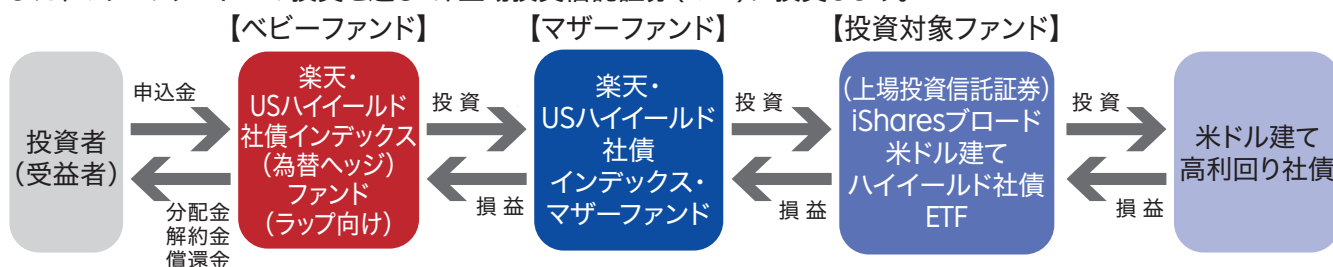 【ベビーファンド】
【マザーファンド】
【投資対象ファンド】
投資者
(受益者)
申込金
分配金
解約金
償還金
楽天・
USハイイールド
社債インデックス
(為替ヘッジ)
ファンド
(ラップ向け)
投資
損益
楽天・
USハイイールド
社債
インデックス・
マザーファンド
投資
損益
(上場投資信託証券)
iSharesブロード
米ドル建て
ハイイールド社債
ETF
投資
損益
米ドル建て
高利回り社債